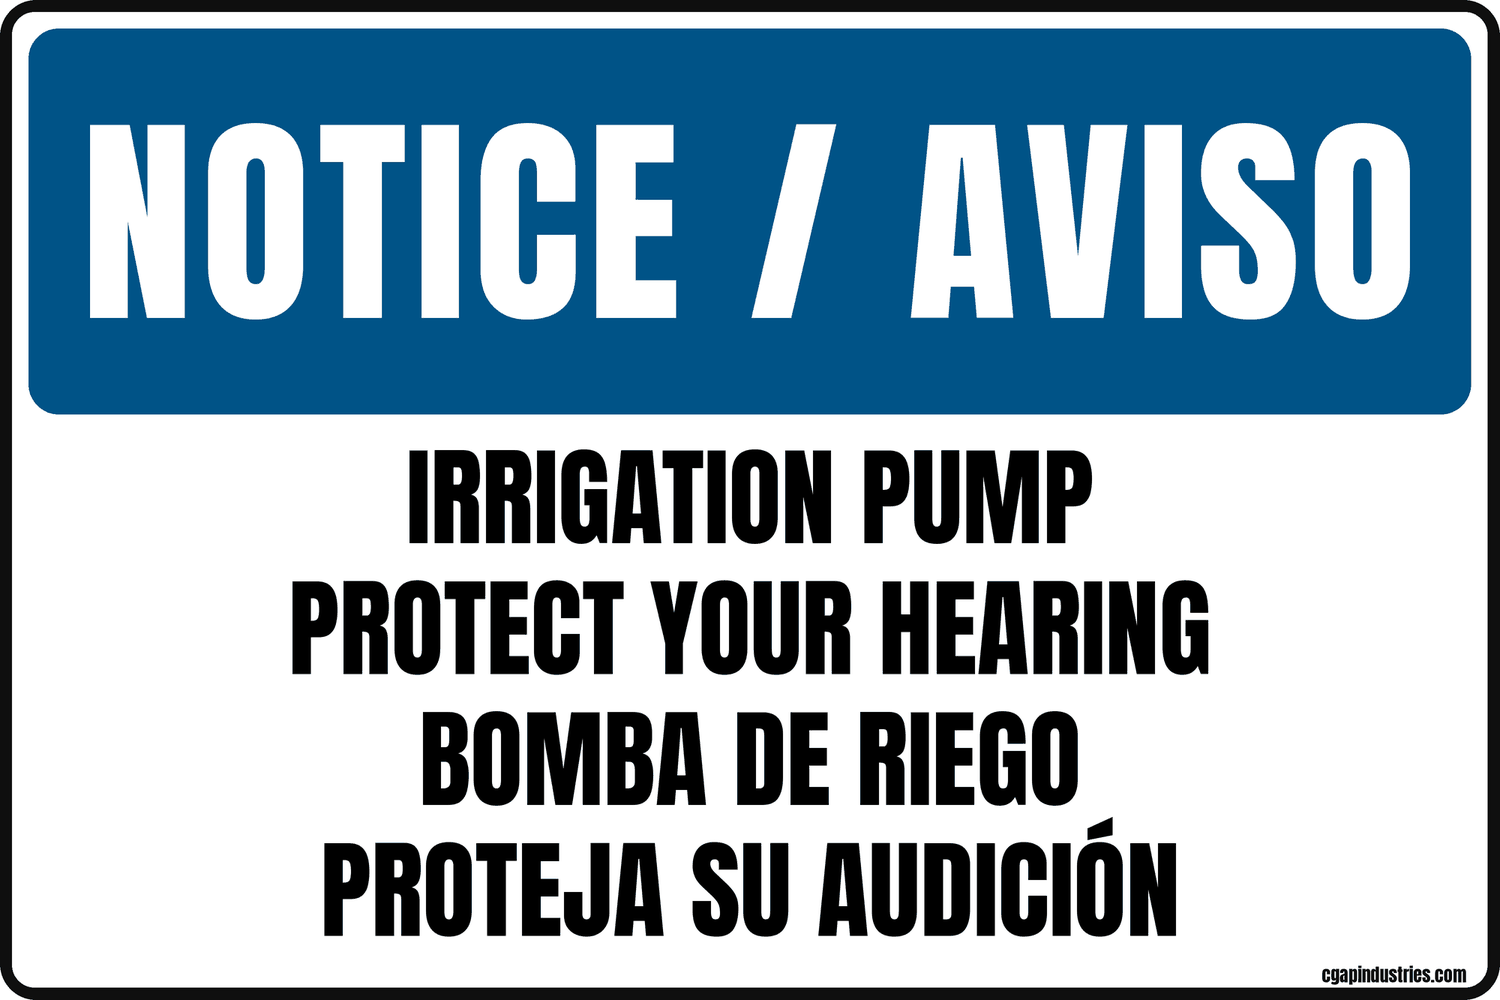 NOTICE / AVISO
IRRIGATION PUMP
PROTECT YOUR HEARING
BOMBA DE RIEGO
PROTEJA SU AUDICIÓN
cgapindustries.com